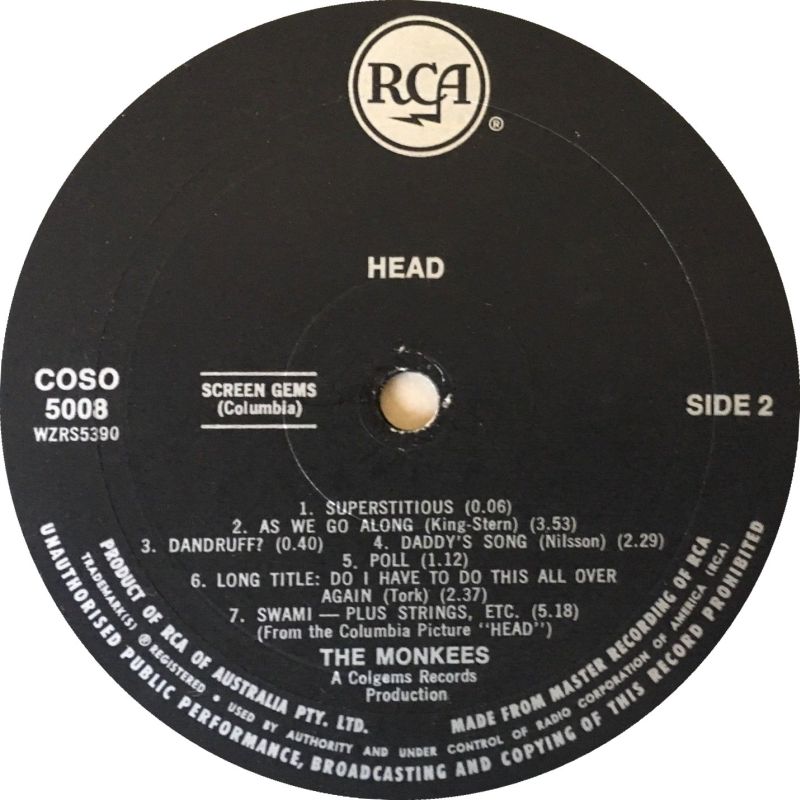 RCA
®
HEAD
COSO
5008
WZRS5390
SCREEN GEMS
(Columbia)
SIDE 2
1. SUPERSTITIOUS (0.06)
2. AS WE GO ALONG (King-Stern) (3.53)
3. DANDRUFF? (0.40) 4. DADDY'S SONG (Nilsson) (2.29)
5. POLL (1.12)
6. LONG TITLE: DO I HAVE TO DO THIS ALL OVER
AGAIN (Tork) (2.37)
7. SWAMI — PLUS STRINGS, ETC. (5.18)
(From the Columbia Picture "HEAD")
THE MONKEES
A Colgems Records
Production
PRODUCT OF RCA OF AUSTRALIA PTY. LTD.
MADE FROM MASTER RECORDING OF RCA
TRADEMARK(S) ® REGISTERED • USED BY AUTHORITY AND UNDER CONTROL OF RADIO CORPORATION OF AMERICA (RCA)
UNAUTHORISED PUBLIC PERFORMANCE, BROADCASTING AND COPYING OF THIS RECORD PROHIBITED